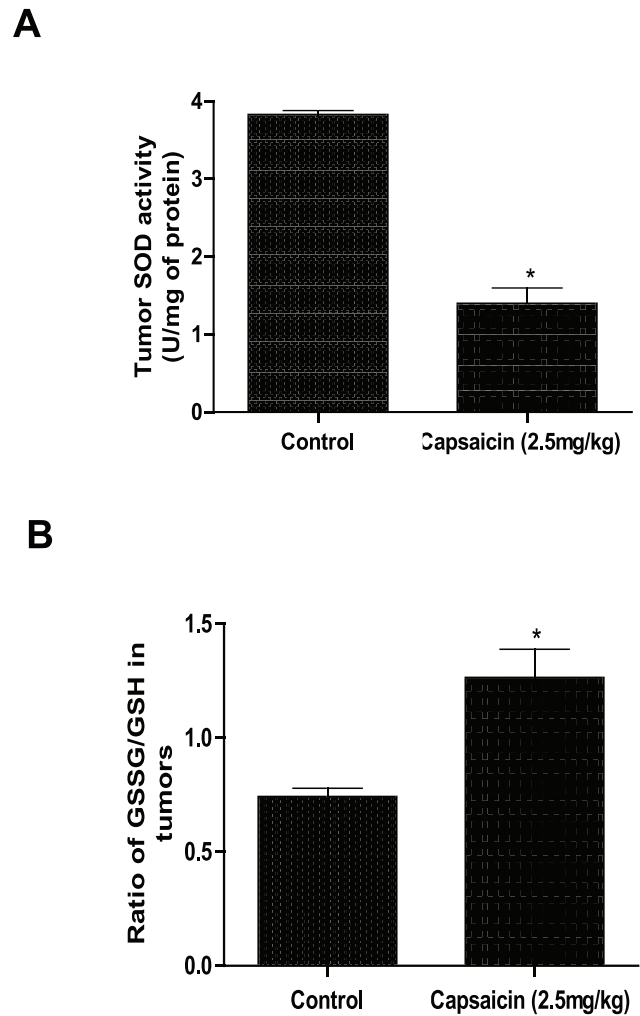 A
Tumor SOD activity
(U/mg of protein)
4
3
2
1
0
*
Control
Capsaicin (2.5mg/kg)
B
Ratio of GSSG/GSH in
tumors
1.5
1.0
0.5
0.0
*
Control
Capsaicin (2.5mg/kg)